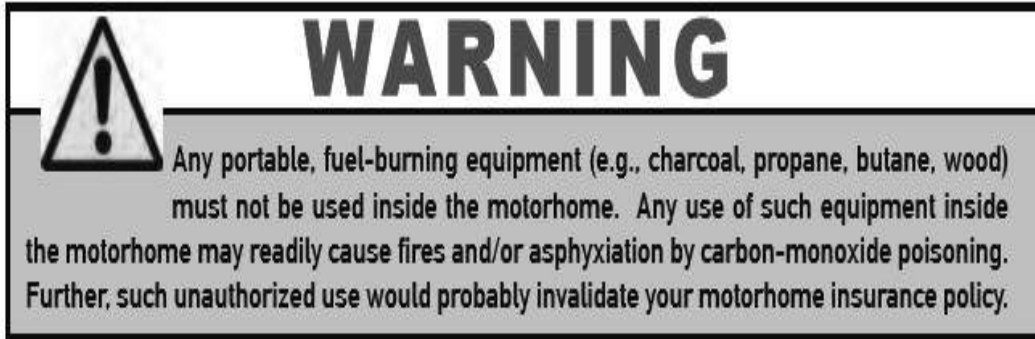 WARNING
Any portable, fuel-burning equipment (e.g., charcoal, propane, butane, wood)
must not be used inside the motorhome.  Any use of such equipment inside
the motorhome may readily cause fires and/or asphyxiation by carbon-monoxide poisoning.
Further, such unauthorized use would probably invalidate your motorhome insurance policy.